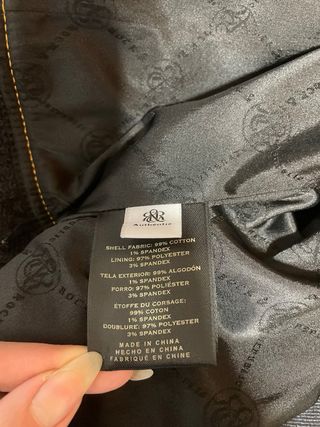 R&R
Authentic
SHELL FABRIC: 99% COTTON
1% SPANDEX
LINING: 97% POLYESTER
3% SPANDEX
TELA EXTERIOR: 99% ALGODÓN
1% SPANDEX
FORRO: 97% POLYESTER
3% SPANDEX
ÉTOFFE DU CORSAGE:
99% COTTON
1% SPANDEX
DOUBLURE: 97% POLYESTER
3% SPANDEX
MADE IN CHINA
HECHO EN CHINA
FABRIQUÉ EN CHINE